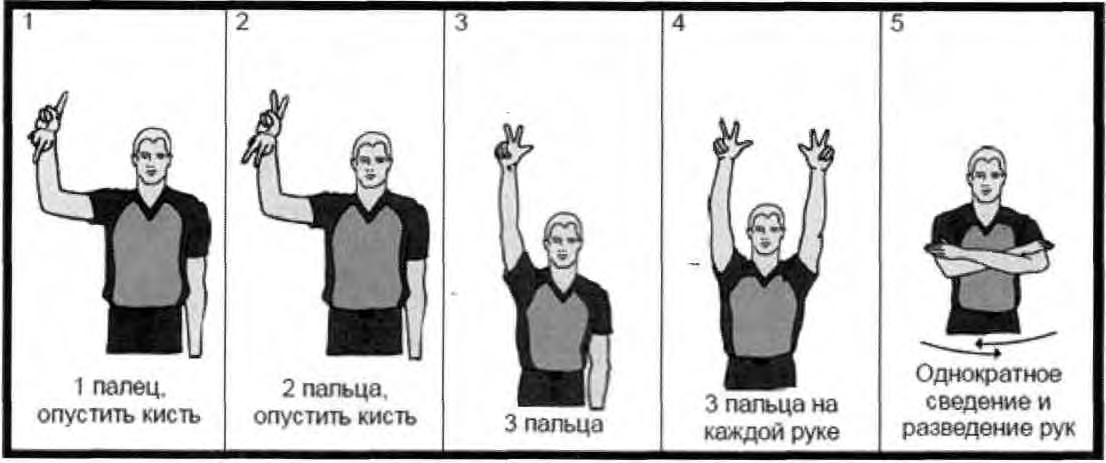 1
1 палец,
опустить кисть
2
2 пальца,
опустить кисть
3
3 пальца
4
3 пальца на
каждой руке
5
Однократное
сведение и
разведение рук